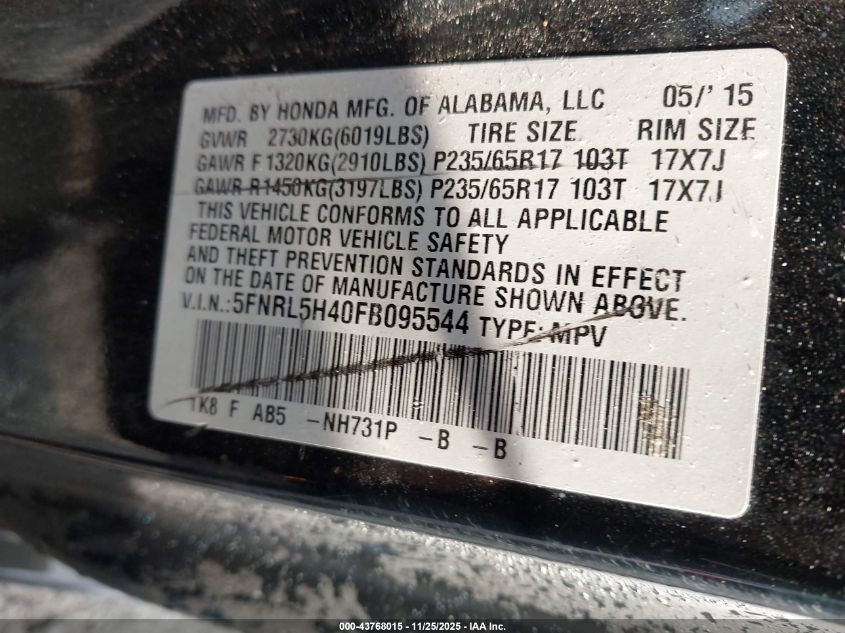 MFD. BY HONDA MFG. OF ALABAMA, LLC 05/'15
GVWR 2730KG(6019LBS) TIRE SIZE RIM SIZE
GAWR F 1320KG(2910LBS) P235/65R17 103T 17X7J
GAWR R1450KG(3197LBS) P235/65R17 103T 17X7J
THIS VEHICLE CONFORMS TO ALL APPLICABLE
FEDERAL MOTOR VEHICLE SAFETY
AND THEFT PREVENTION STANDARDS IN EFFECT
ON THE DATE OF MANUFACTURE SHOWN ABOVE.
V.I.N.:5FNRL5H40FB095544 TYPE: MPV
TK8 F AB5 -NH731P -B -B
000-43768015 - 11/25/2025 - IAA Inc.